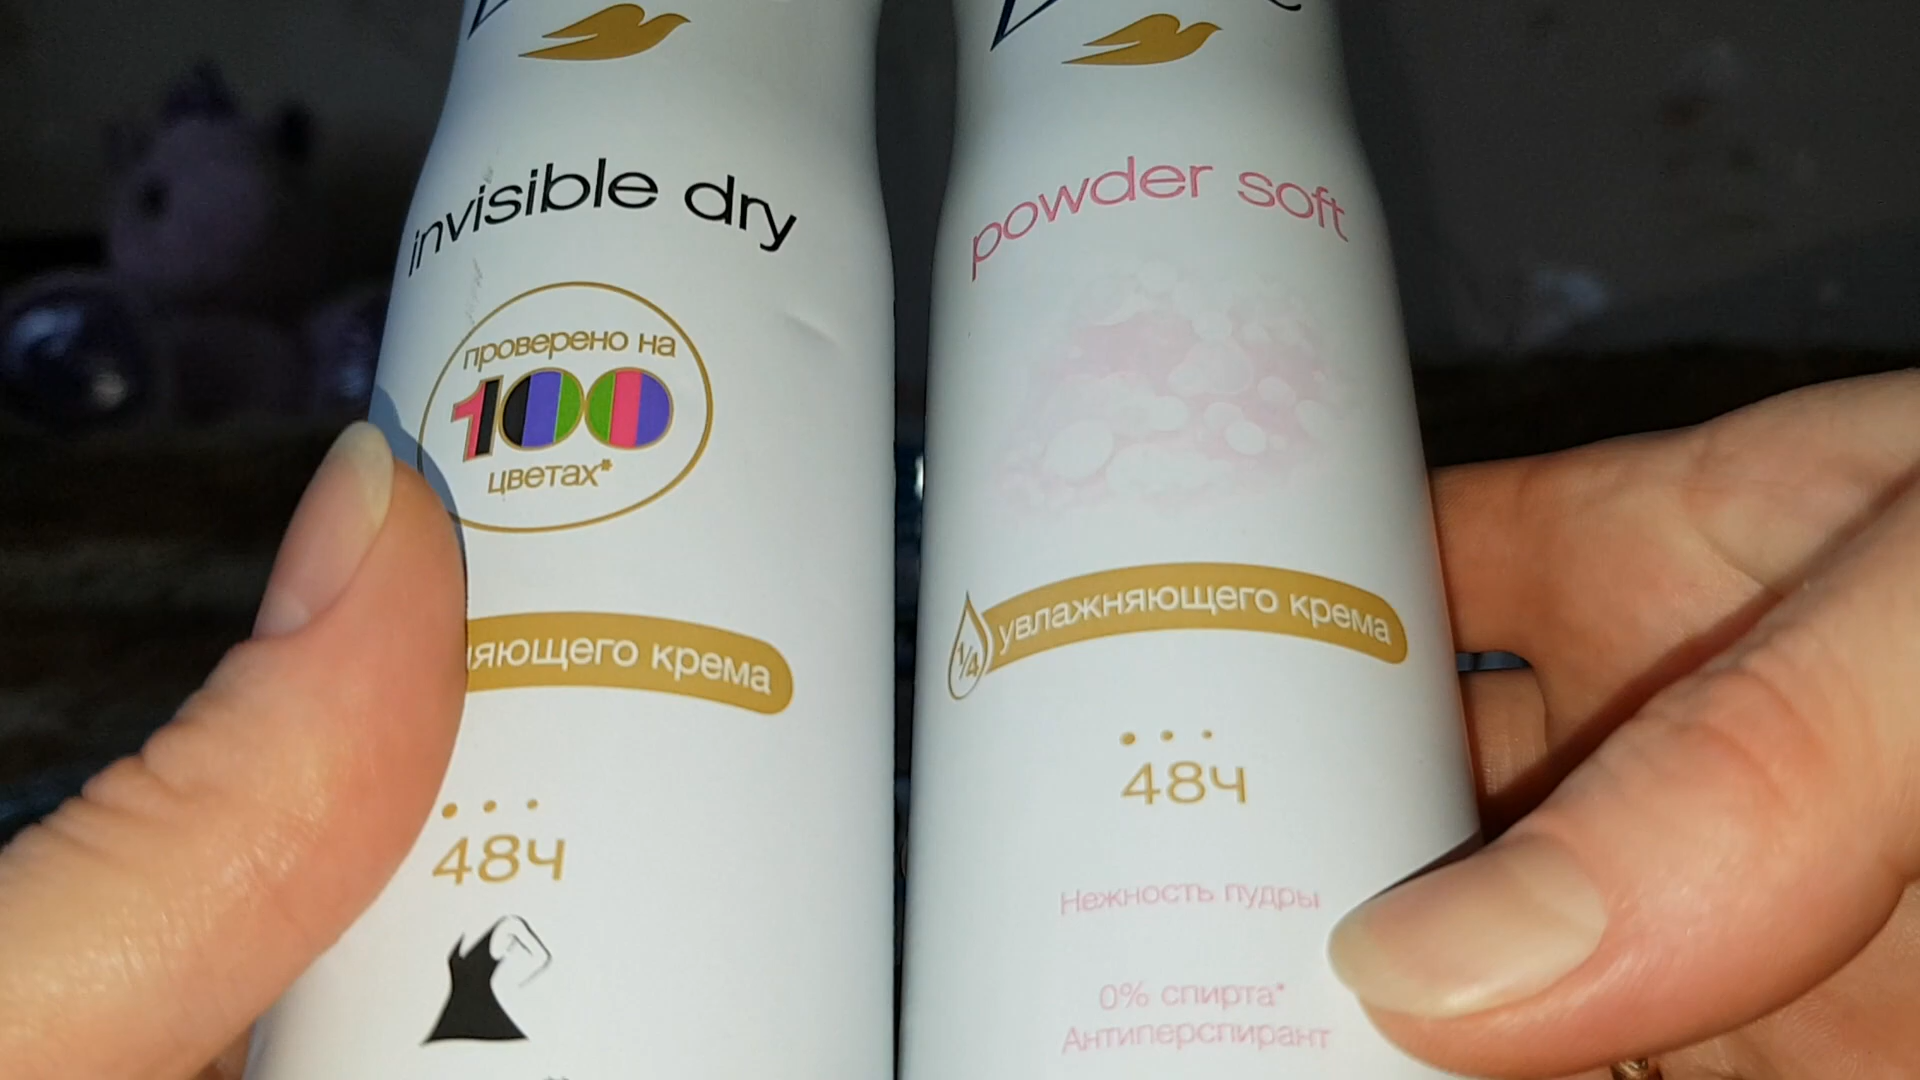 invisible dry
проверено на
100
цветах*
яющего крема
48ч
powder soft
1/4 увлажняющего крема
48ч
Нежность пудры
0% спирта*
Антиперспирант